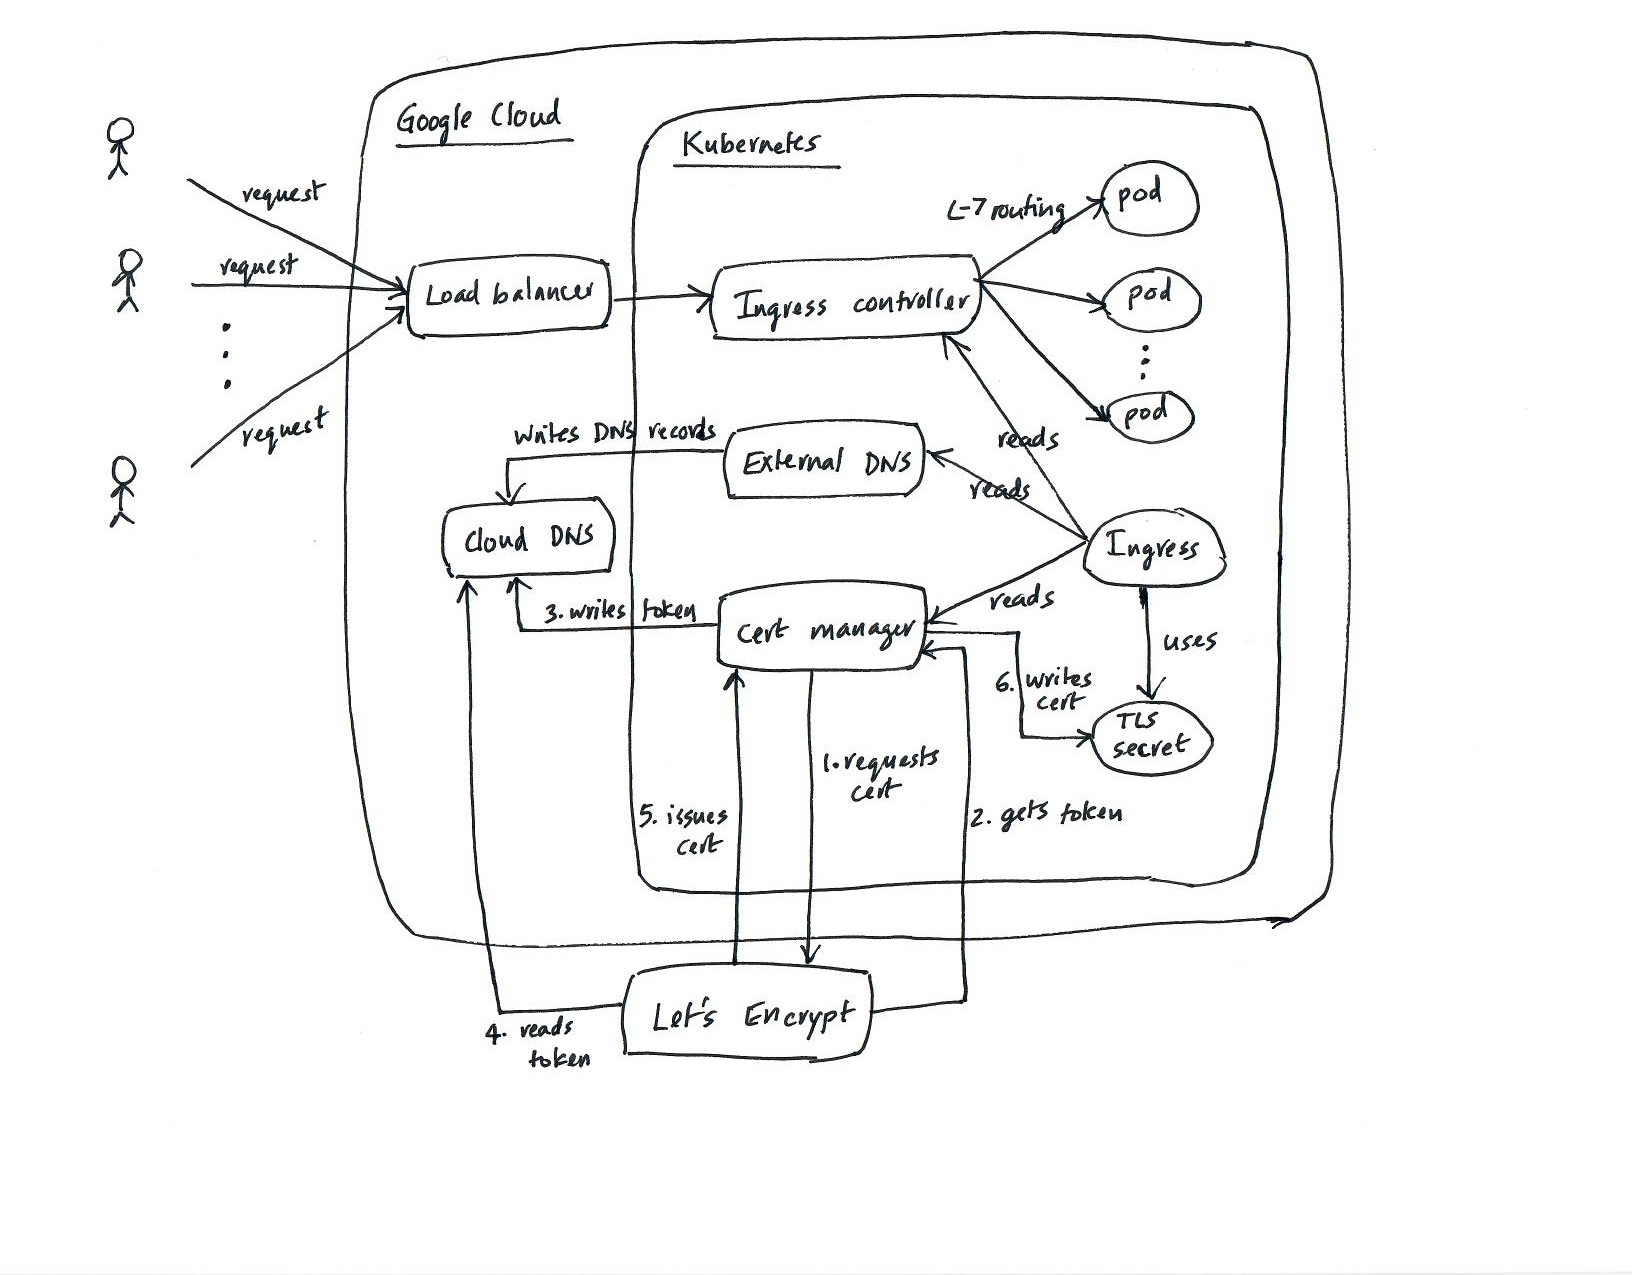 Google Cloud
Kubernetes
request
L-7 routing
pod
request
Load balancer
Ingress controller
pod
request
pod
Writes DNS records
reads
External DNS
reads
Cloud DNS
Ingress
3. writes token
cert manager
reads
uses
6. writes
cert
TLS
secret
1. requests
cert
5. issues
cert
2. gets token
Let's Encrypt
4. reads
token